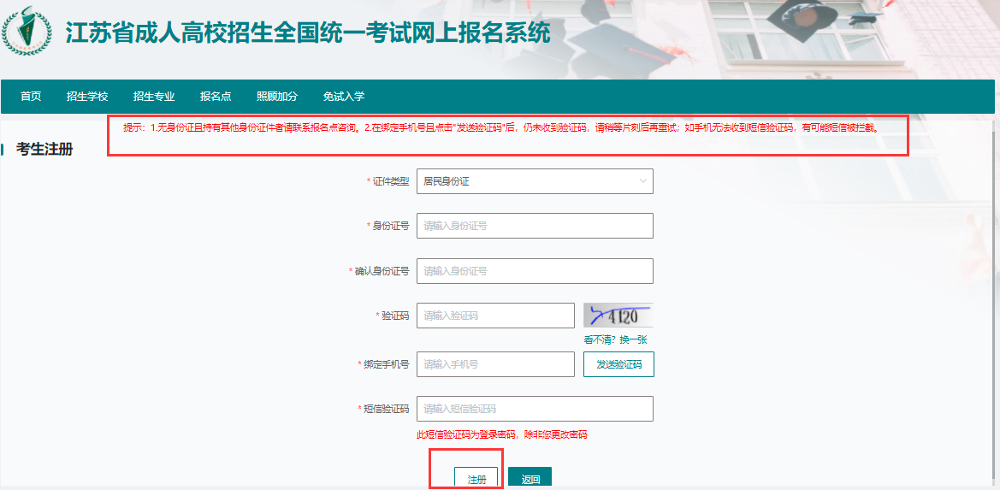 江苏省成人高校招生全国统一考试网上报名系统
首页 招生学校 招生专业 报名点 照顾加分 免试入学
提示：1.无身份证且持有其他身份证件者请联系报名点咨询。2.在绑定手机号且点击"发送验证码"后，仍未收到验证码，请稍等片刻后再重试；如手机无法收到短信验证码，有可能短信被拦截。
考生注册
* 证件类型 居民身份证
* 身份证号 请输入身份证号
* 确认身份证号 请输入身份证号
* 验证码 请输入验证码 4120
看不清？换一张
* 绑定手机号 请输入手机号 发送验证码
* 短信验证码 请输入短信验证码
此短信验证码为登录密码，除非您更改密码
注册 返回